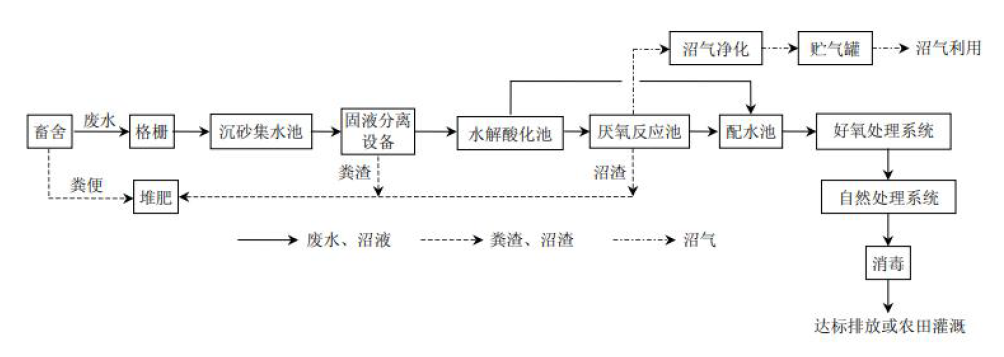 沼气净化
贮气罐
沼气利用
畜舍
废水
格栅
沉砂集水池
固液分离
设备
水解酸化池
厌氧反应池
配水池
好氧处理系统
粪便
堆肥
粪渣
沼渣
自然处理系统
废水、沼液
粪渣、沼渣
沼气
消毒
达标排放或农田灌溉